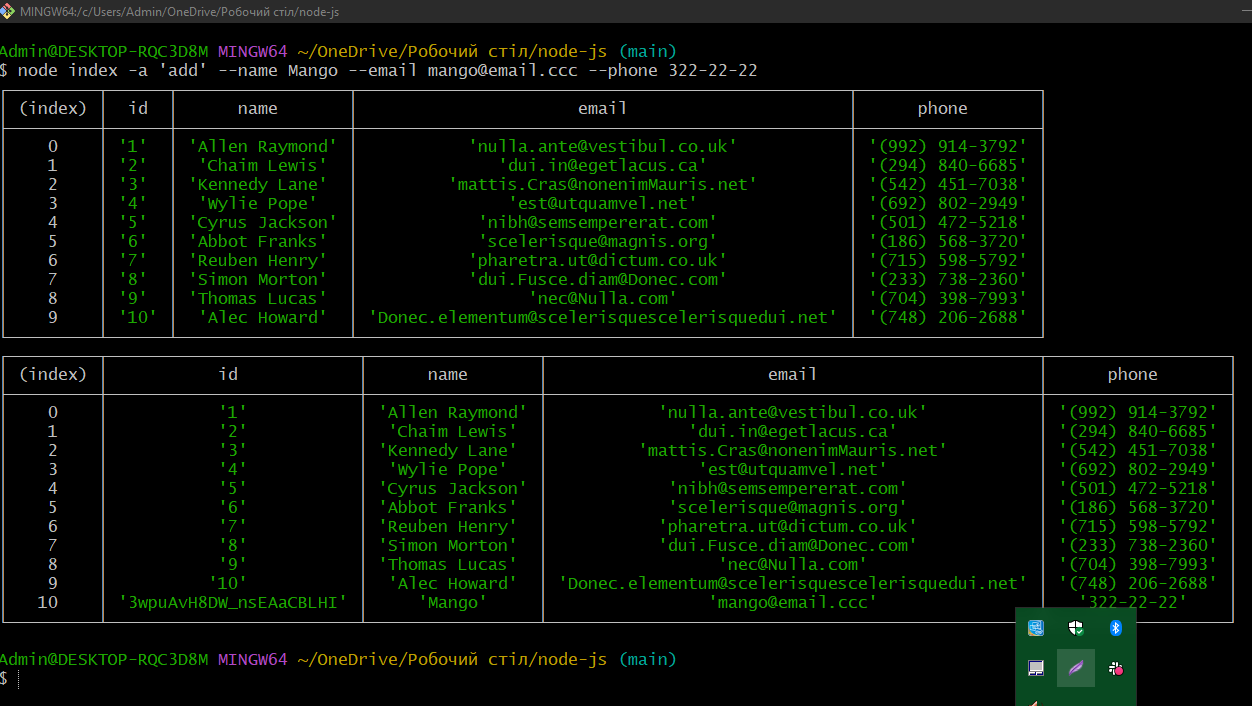 MINGW64:/c/Users/Admin/OneDrive/Робочий стіл/node-js
Admin@DESKTOP-RQC3D8M MINGW64 ~/OneDrive/Робочий стіл/node-js (main)
$ node index -a 'add' --name Mango --email mango@email.ccc --phone 322-22-22
(index) id name email phone
0 '1' 'Allen Raymond' 'nulla.ante@vestibul.co.uk' '(992) 914-3792'
1 '2' 'Chaim Lewis' 'dui.in@egetlacus.ca' '(294) 840-6685'
2 '3' 'Kennedy Lane' 'mattis.Cras@nonenimMauris.net' '(542) 451-7038'
3 '4' 'Wylie Pope' 'est@utquamvel.net' '(692) 802-2949'
4 '5' 'Cyrus Jackson' 'nibh@semsempererat.com' '(501) 472-5218'
5 '6' 'Abbot Franks' 'scelerisque@magnis.org' '(186) 568-3720'
6 '7' 'Reuben Henry' 'pharetra.ut@dictum.co.uk' '(715) 598-5792'
7 '8' 'Simon Morton' 'dui.Fusce.diam@Donec.com' '(233) 738-2360'
8 '9' 'Thomas Lucas' 'nec@Nulla.com' '(704) 398-7993'
9 '10' 'Alec Howard' 'Donec.elementum@scelerisquescelerisquedui.net' '(748) 206-2688'
(index) id name email phone
0 '1' 'Allen Raymond' 'nulla.ante@vestibul.co.uk' '(992) 914-3792'
1 '2' 'Chaim Lewis' 'dui.in@egetlacus.ca' '(294) 840-6685'
2 '3' 'Kennedy Lane' 'mattis.Cras@nonenimMauris.net' '(542) 451-7038'
3 '4' 'Wylie Pope' 'est@utquamvel.net' '(692) 802-2949'
4 '5' 'Cyrus Jackson' 'nibh@semsempererat.com' '(501) 472-5218'
5 '6' 'Abbot Franks' 'scelerisque@magnis.org' '(186) 568-3720'
6 '7' 'Reuben Henry' 'pharetra.ut@dictum.co.uk' '(715) 598-5792'
7 '8' 'Simon Morton' 'dui.Fusce.diam@Donec.com' '(233) 738-2360'
8 '9' 'Thomas Lucas' 'nec@Nulla.com' '(704) 398-7993'
9 '10' 'Alec Howard' 'Donec.elementum@scelerisquescelerisquedui.net' '(748) 206-2688'
10 '3wpuAvH8DW_nsEAaCBLHI' 'Mango' 'mango@email.ccc' '322-22-22'
Admin@DESKTOP-RQC3D8M MINGW64 ~/OneDrive/Робочий стіл/node-js (main)
$